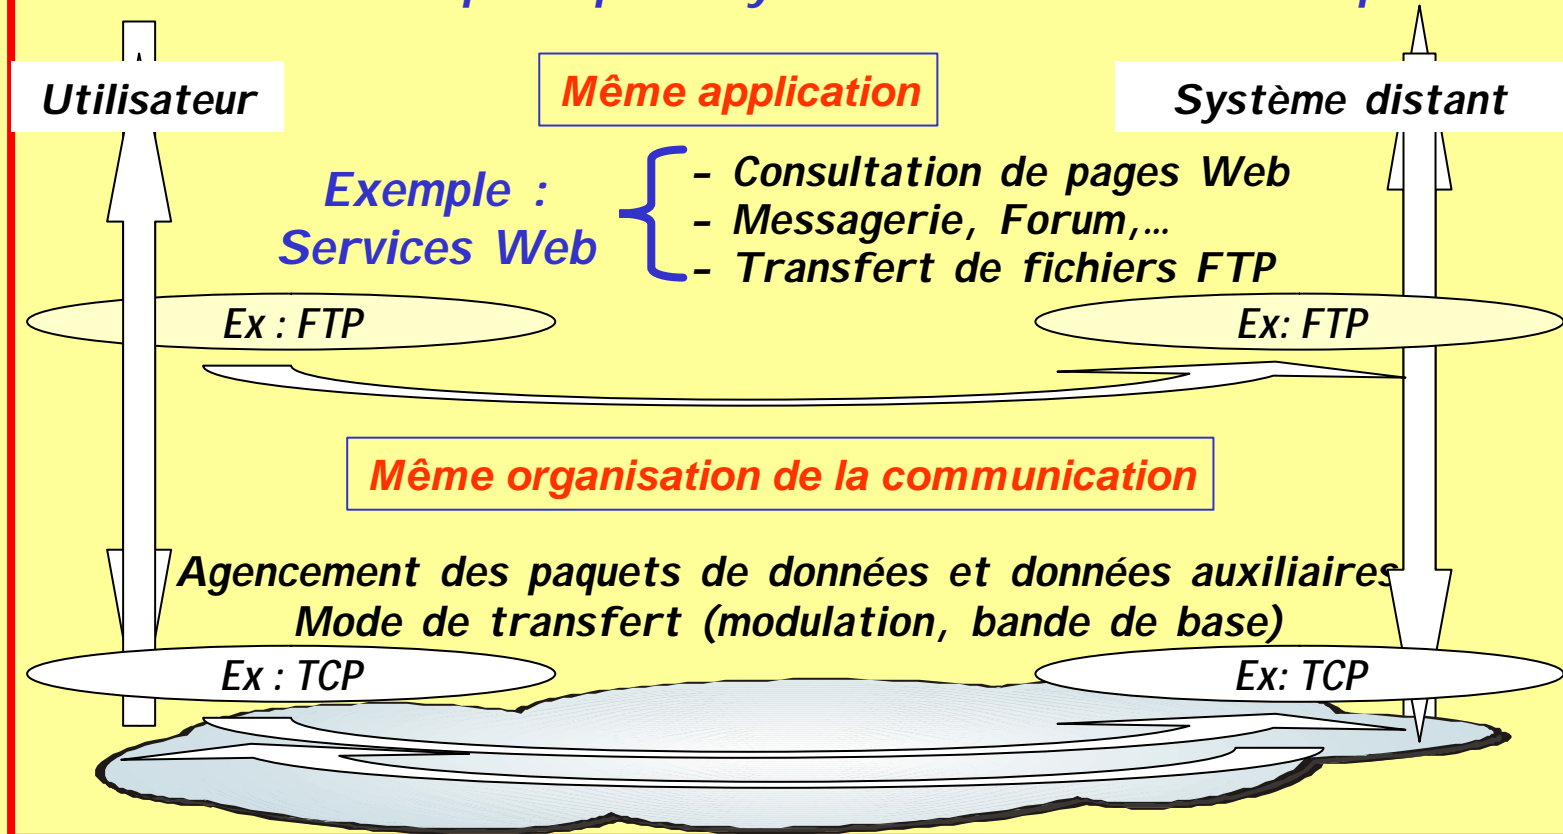 Utilisateur
Même application
Système distant
Exemple :
Services Web
- Consultation de pages Web
- Messagerie, Forum,...
- Transfert de fichiers FTP
Ex : FTP
Ex: FTP
Même organisation de la communication
Agencement des paquets de données et données auxiliaires
Mode de transfert (modulation, bande de base)
Ex : TCP
Ex: TCP